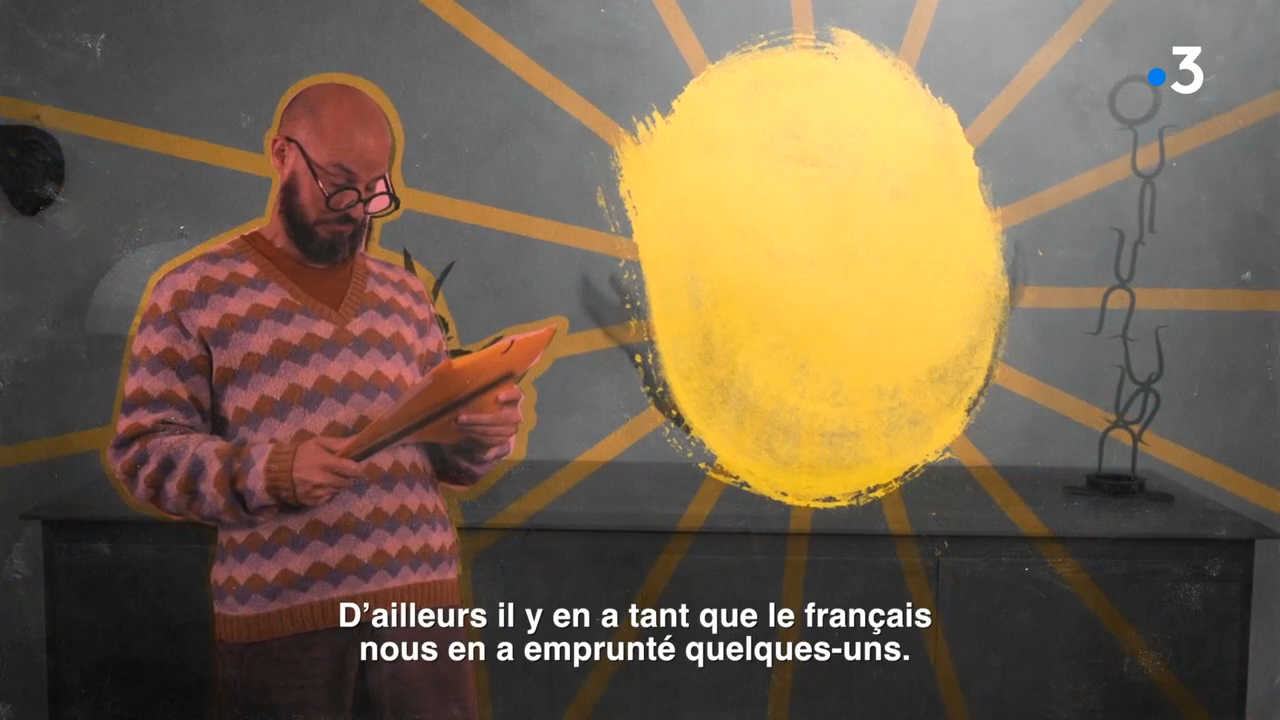 3
D’ailleurs il y en a tant que le français
nous en a emprunté quelques-uns.